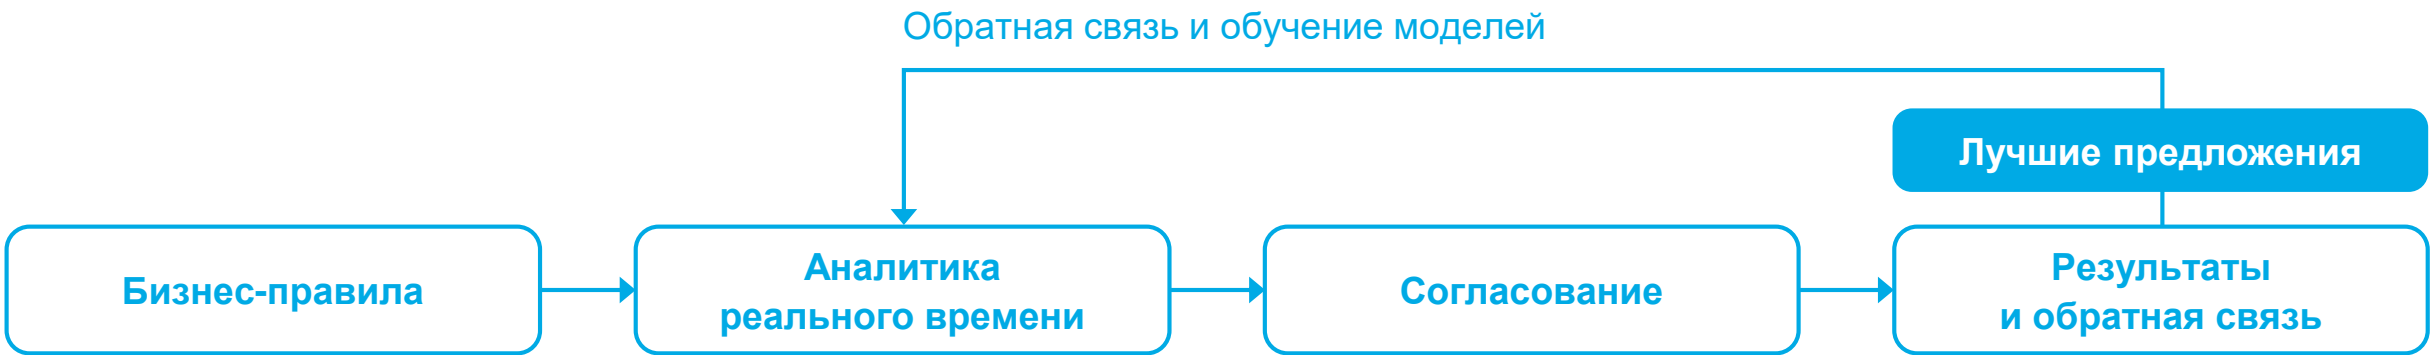 Обратная связь и обучение моделей
Лучшие предложения
Бизнес-правила
Аналитика
реального времени
Согласование
Результаты
и обратная связь